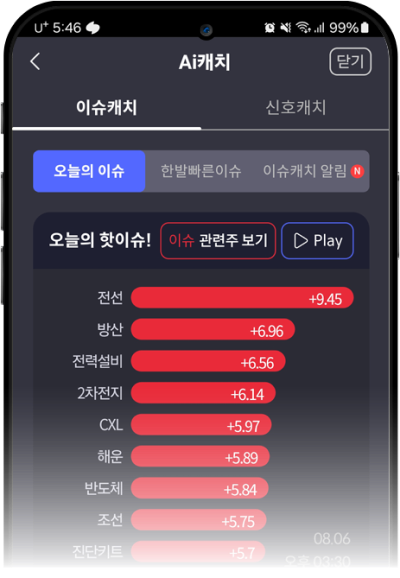 U+ 5:46 99%
Ai캐치 닫기
이슈캐치 신호캐치
오늘의 이슈 한발빠른이슈 이슈캐치 알림 N
오늘의 핫이슈! 이슈 관련주 보기 Play
전선 +9.45
방산 +6.96
전력설비 +6.56
2차전지 +6.14
CXL +5.97
해운 +5.89
반도체 +5.84
조선 +5.75
08.06
진단키트 +5.7
오후 03:30